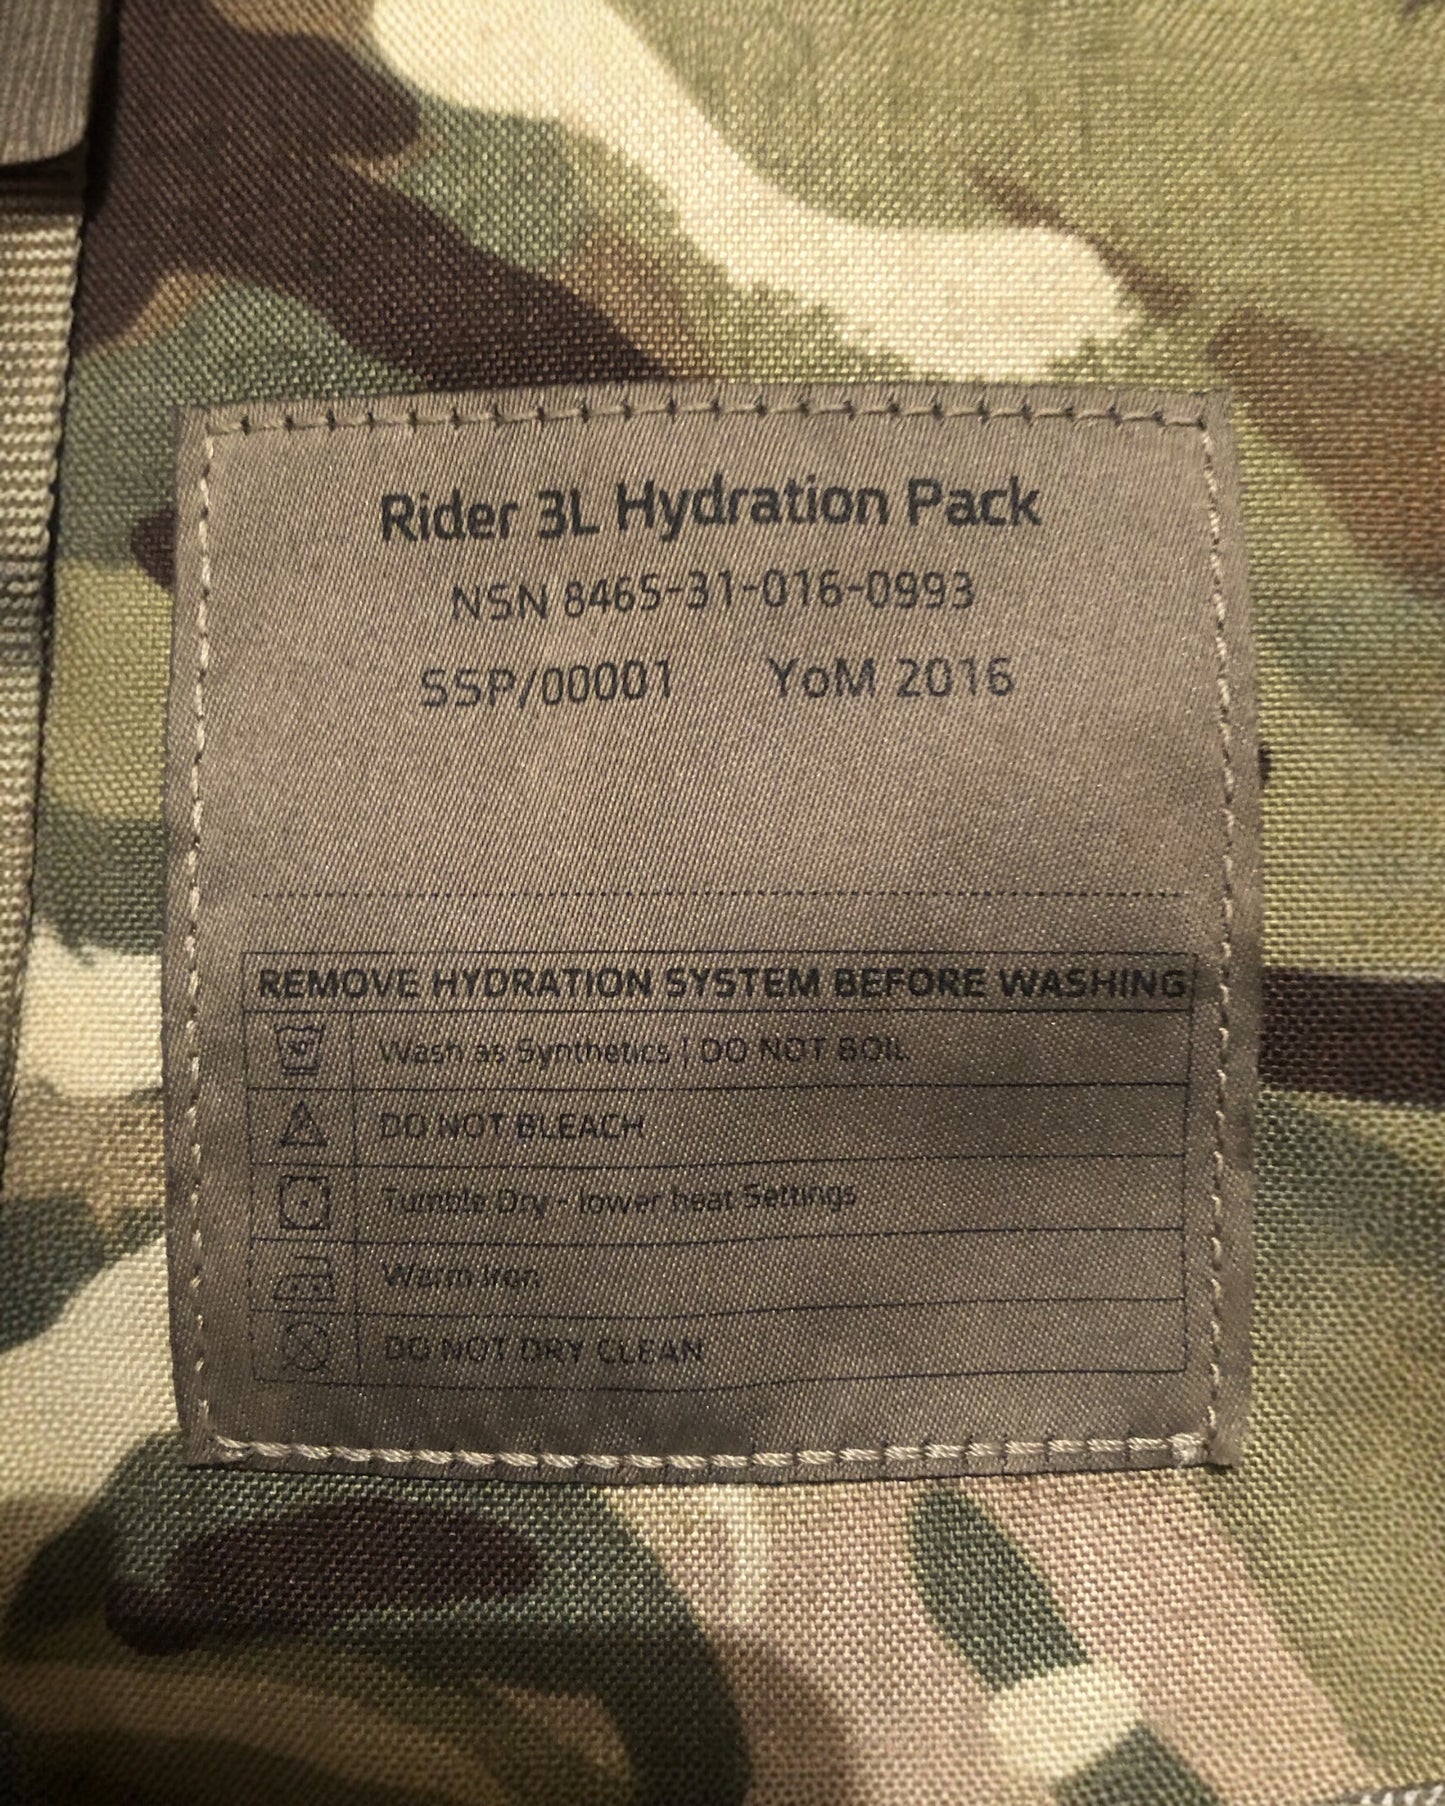 Rider 3L Hydration Pack
NSN 8465-31-016-0993
SSP/00001 YoM 2016
REMOVE HYDRATION SYSTEM BEFORE WASHING
Wash as Synthetics | DO NOT BOIL
DO NOT BLEACH
Tumble Dry - lower heat Settings
Warm Iron
DO NOT DRY CLEAN